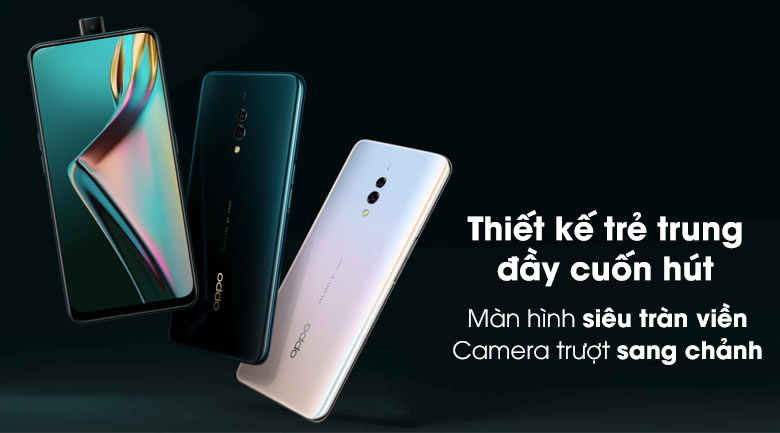 oppo
oppo
Thiết kế trẻ trung
đầy cuốn hút
Màn hình siêu tràn viền
Camera trượt sang chảnh